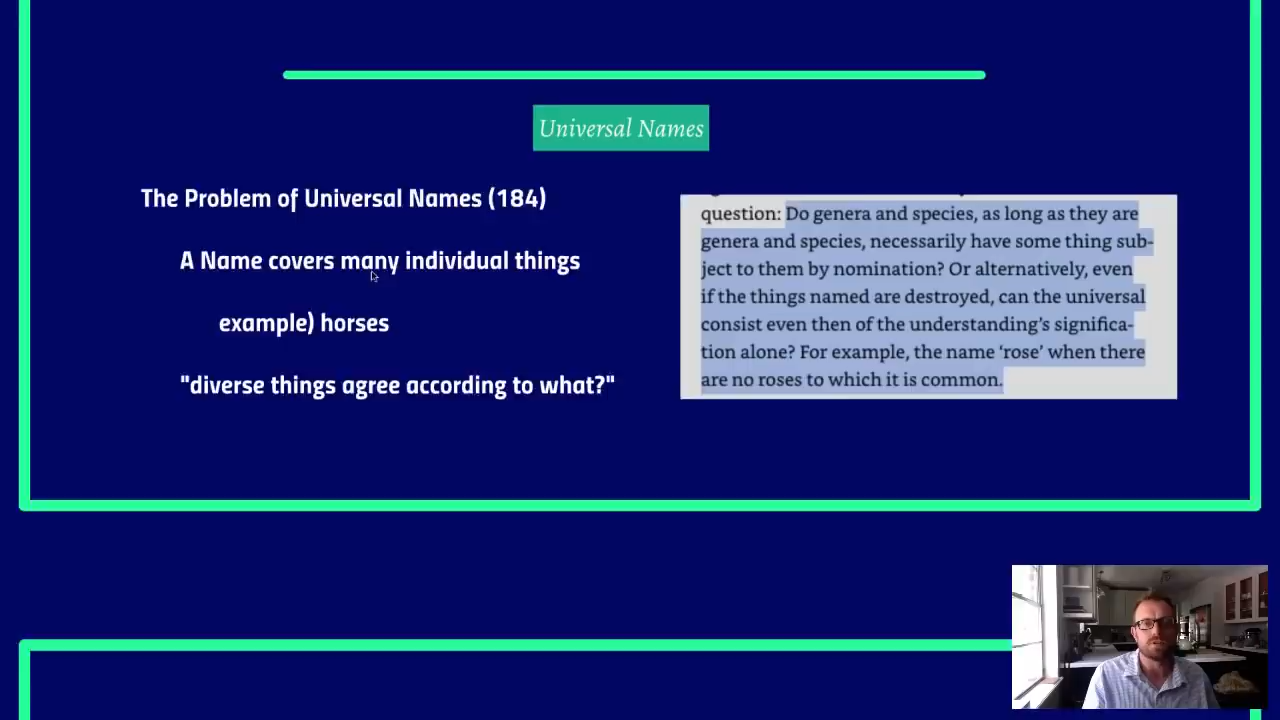 Universal Names
The Problem of Universal Names (184)
A Name covers many individual things
example) horses
"diverse things agree according to what?"
question: Do genera and species, as long as they are
genera and species, necessarily have some thing sub-
ject to them by nomination? Or alternatively, even
if the things named are destroyed, can the universal
consist even then of the understanding's significa-
tion alone? For example, the name ‘rose’ when there
are no roses to which it is common.